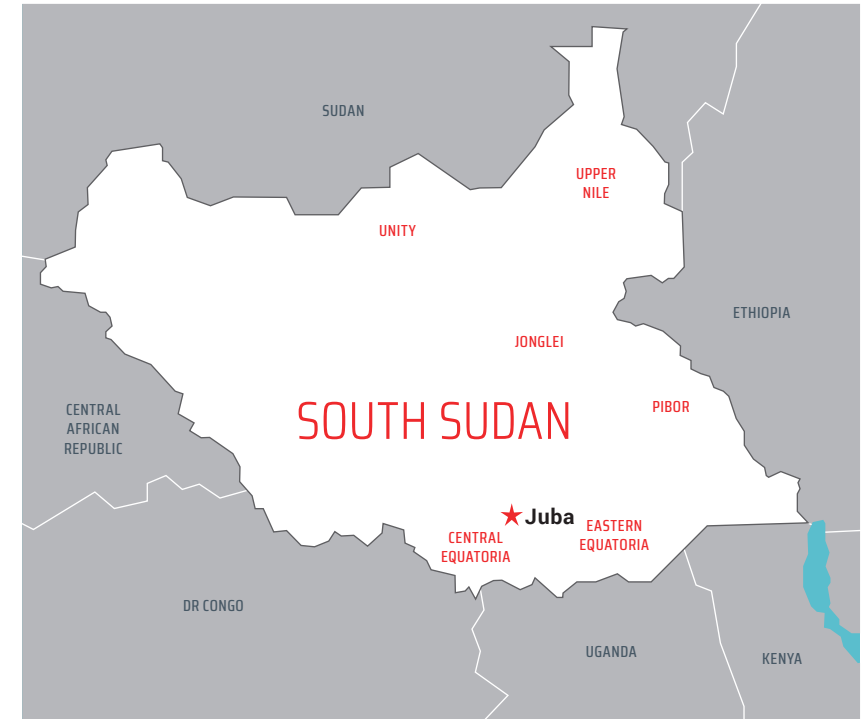 SUDAN
UPPER
NILE
UNITY
ETHIOPIA
JONGLEI
CENTRAL
AFRICAN
REPUBLIC
SOUTH SUDAN
PIBOR
Juba
CENTRAL
EQUATORIA
EASTERN
EQUATORIA
DR CONGO
UGANDA
KENYA